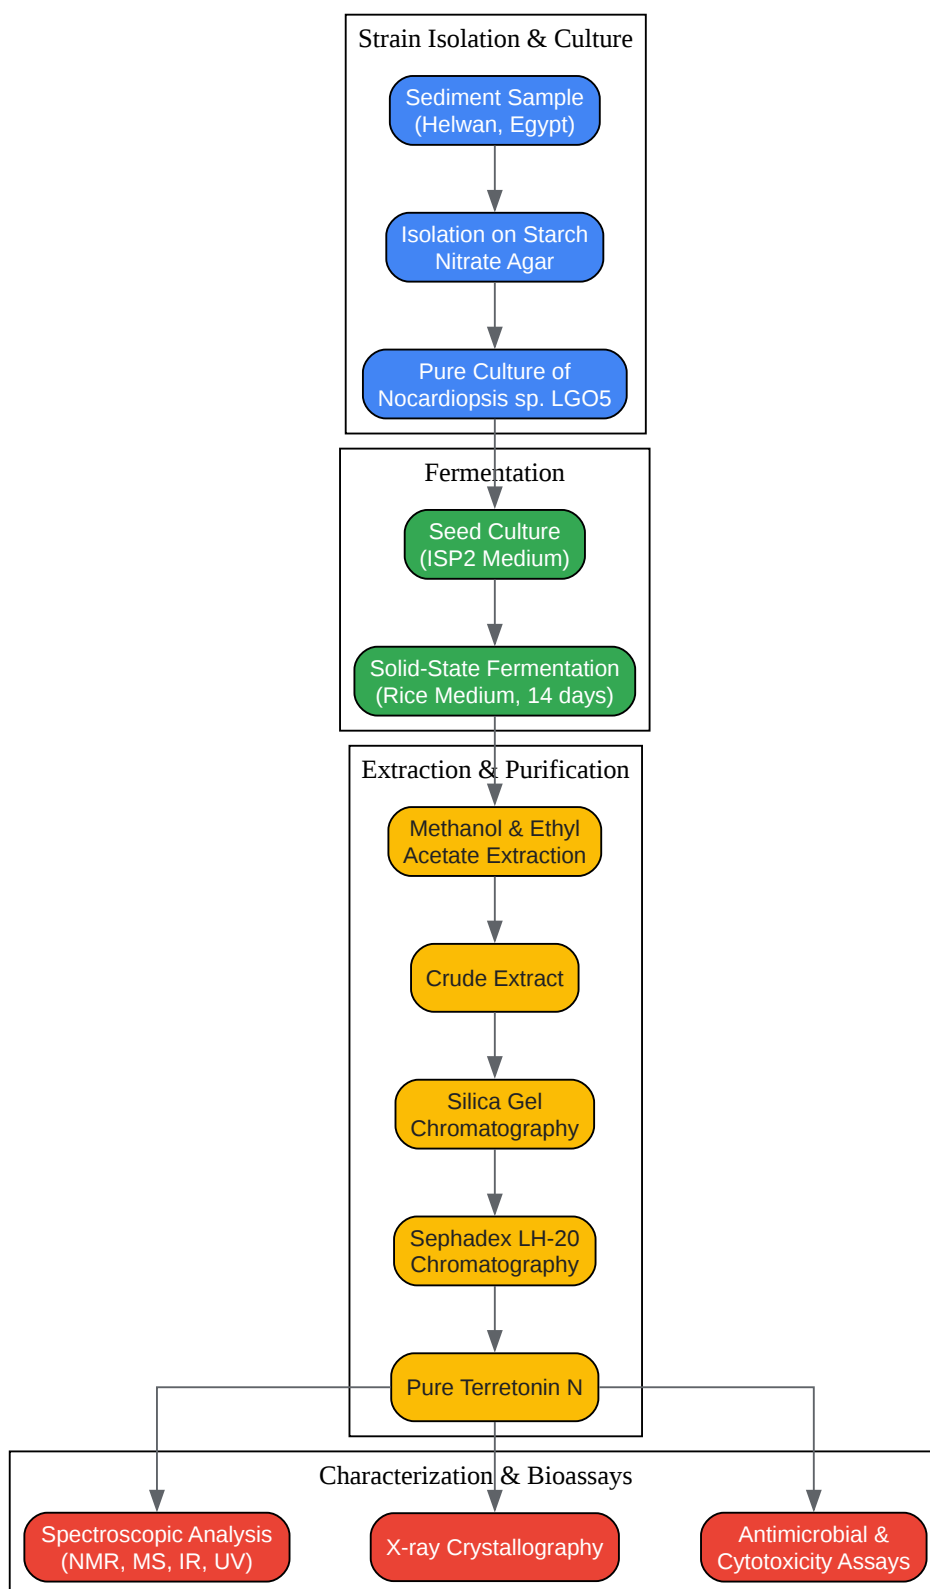 Strain Isolation & Culture
Sediment Sample
(Helwan, Egypt)
Isolation on Starch
Nitrate Agar
Pure Culture of
Nocardiopsis sp. LGO5
Fermentation
Seed Culture
(ISP2 Medium)
Solid-State Fermentation
(Rice Medium, 14 days)
Extraction & Purification
Methanol & Ethyl
Acetate Extraction
Crude Extract
Silica Gel
Chromatography
Sephadex LH-20
Chromatography
Pure Terretonin N
Characterization & Bioassays
Spectroscopic Analysis
(NMR, MS, IR, UV)
X-ray Crystallography
Antimicrobial &
Cytotoxicity Assays